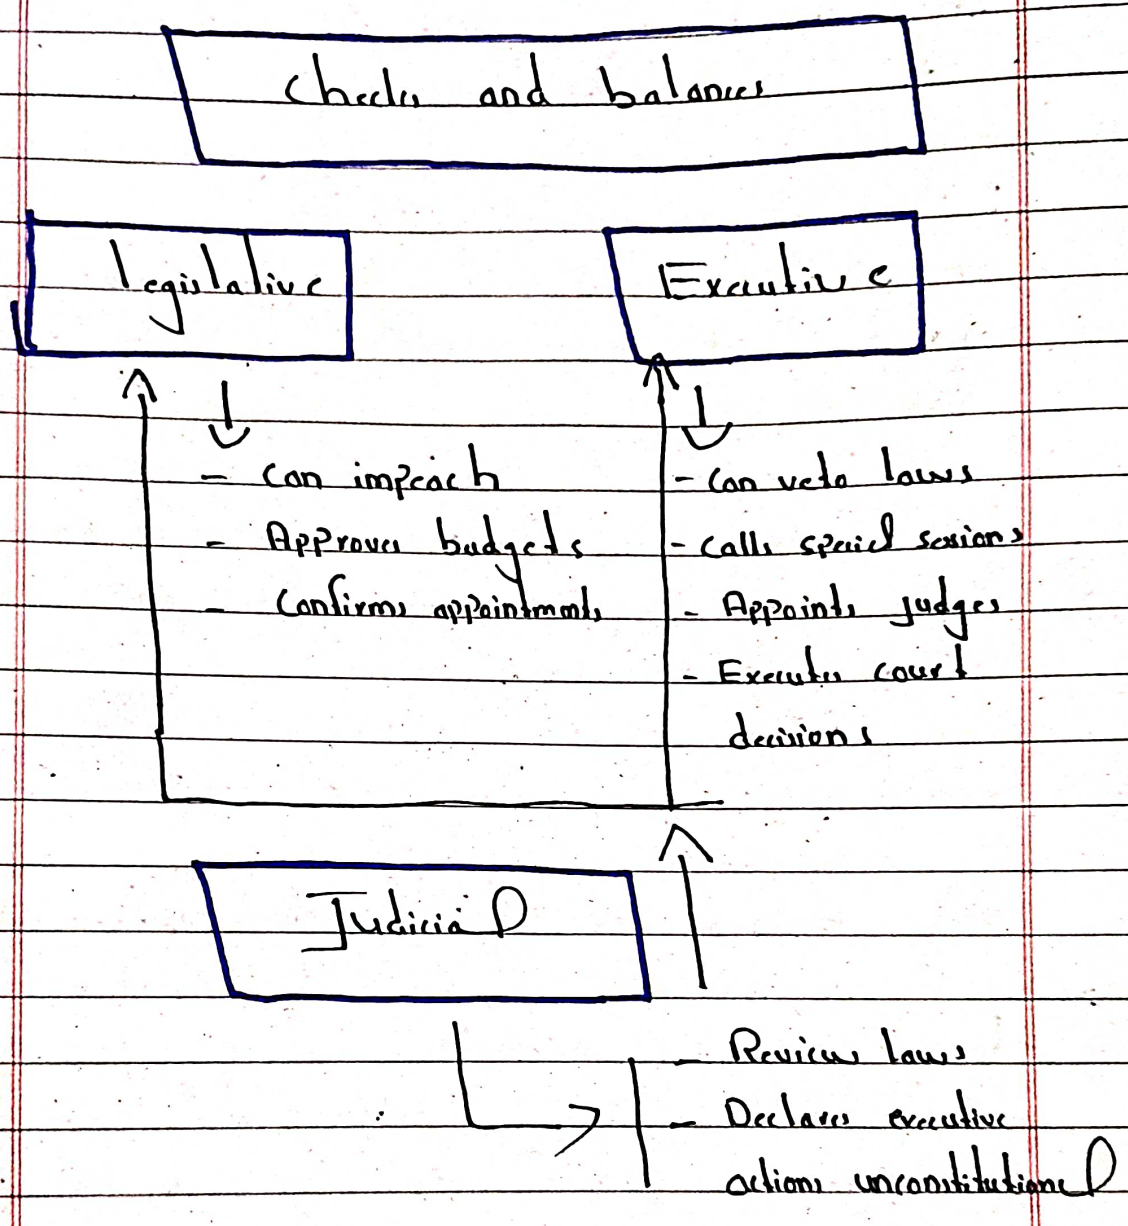 Checks and balances
legislative
Executive
- Can impeach
- Approves budgets
- Confirms appointments
- Can veto laws
- Calls special sessions
- Appoints judges
- Executes court
decisions
Judicial
- Reviews laws
- Declares executive
actions unconstitutional